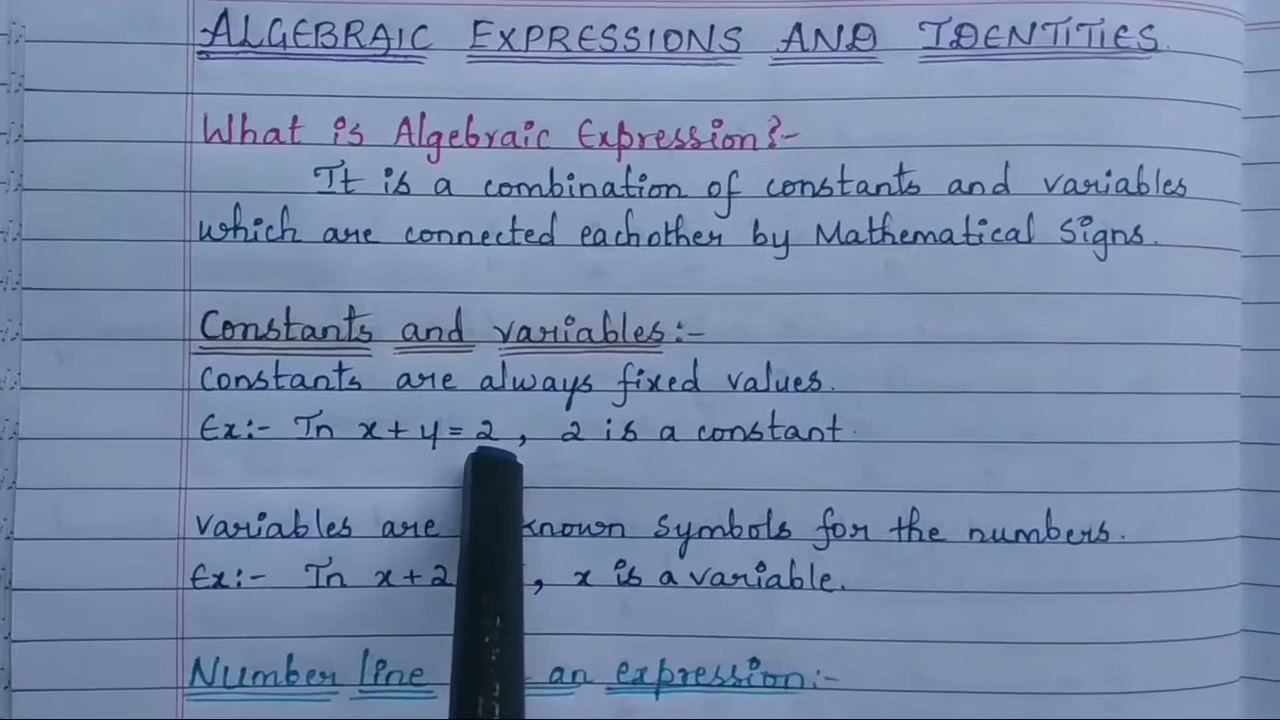 ALGEBRAIC EXPRESSIONS AND IDENTITIES.
What is Algebraic Expression?-
It is a combination of constants and variables
which are connected eachother by Mathematical Signs.
Constants and variables:-
Constants are always fixed values.
Ex:- In x+y=2, 2 is a constant.
Variables are known symbols for the numbers.
Ex:- In x+2 , x is a variable.
Number line an expression:-